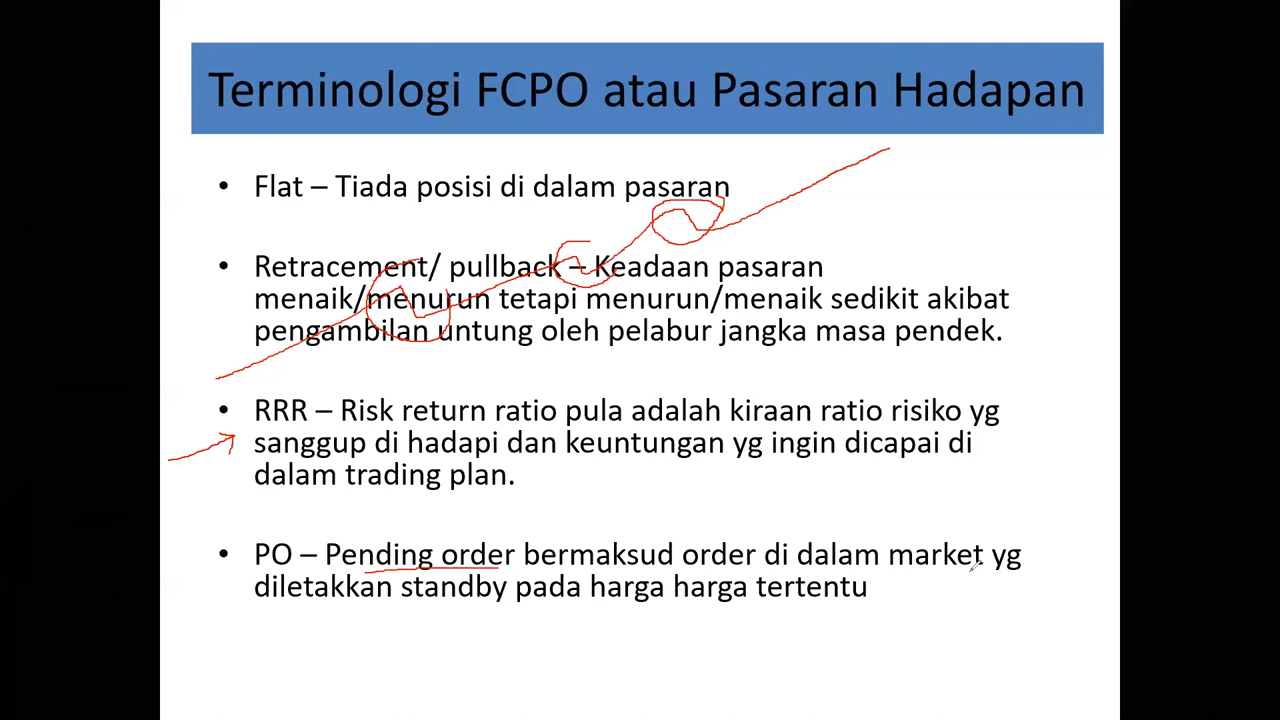 Terminologi FCPO atau Pasaran Hadapan
• Flat – Tiada posisi di dalam pasaran
• Retracement/ pullback – Keadaan pasaran
menaik/menurun tetapi menurun/menaik sedikit akibat
pengambilan untung oleh pelabur jangka masa pendek.
• RRR – Risk return ratio pula adalah kiraan ratio risiko yg
sanggup di hadapi dan keuntungan yg ingin dicapai di
dalam trading plan.
• PO – Pending order bermaksud order di dalam market yg
diletakkan standby pada harga harga tertentu